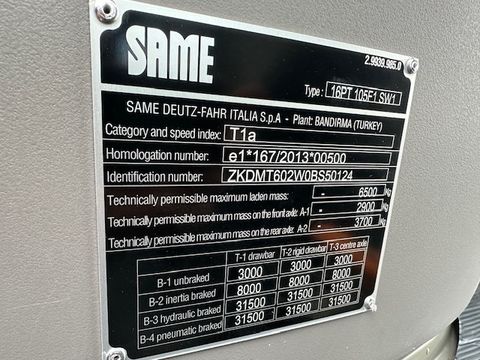 SAME
2.9939.985.0
Type: 16PT 105F1 SW1
SAME DEUTZ-FAHR ITALIA S.p.A - Plant: BANDIRMA (TURKEY)
Category and speed index: T1a
Homologation number: e1*167/2013*00500
Identification number: ZKDMT602W0BS50124
Technically permissible maximum laden mass: - 6500 kg
Technically permissible maximum mass on the front axle: A-1 - 2900 kg
Technically permissible maximum mass on the rear axle: A-2 - 3700 kg
T-1 drawbar T-2 rigid drawbar T-3 centre axle
B-1 unbraked 3000 3000 3000
B-2 inertia braked 8000 8000 8000
B-3 hydraulic braked 31500 31500 31500
B-4 pneumatic braked 31500 31500 31500